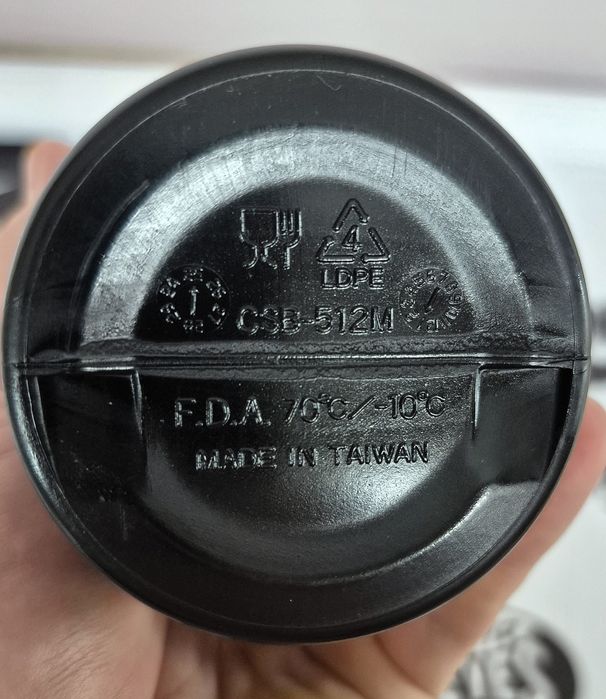 4
LDPE
CSB-512M
F.D.A. 70°C/-10°C
MADE IN TAIWAN